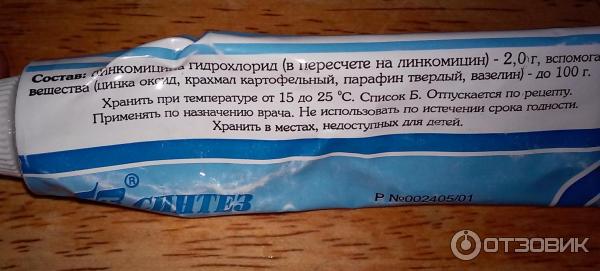 Состав: линкомицина гидрохлорид (в пересчете на линкомицин) - 2,0 г, вспомога
вещества (цинка оксид, крахмал картофельный, парафин твердый, вазелин) - до 100 г.
Хранить при температуре от 15 до 25 °С. Список Б. Отпускается по рецепту.
Применять по назначению врача. Не использовать по истечении срока годности.
Хранить в местах, недоступных для детей.
® СИНТЕЗ
Р №002405/01
ОТЗОВИК